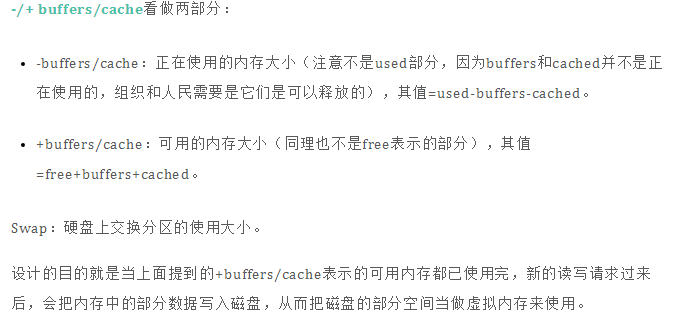 -/+ buffers/cache看做两部分：
-buffers/cache：正在使用的内存大小（注意不是used部分，因为buffers和cached并不是正
在使用的，组织和人民需要是它们是可以释放的），其值=used-buffers-cached。
+buffers/cache：可用的内存大小（同理也不是free表示的部分），其值
=free+buffers+cached。
Swap：硬盘上交换分区的使用大小。
设计的目的就是当上面提到的+buffers/cache表示的可用内存都已使用完，新的读写请求过来
后，会把内存中的部分数据写入磁盘，从而把磁盘的部分空间当做虚拟内存来使用。